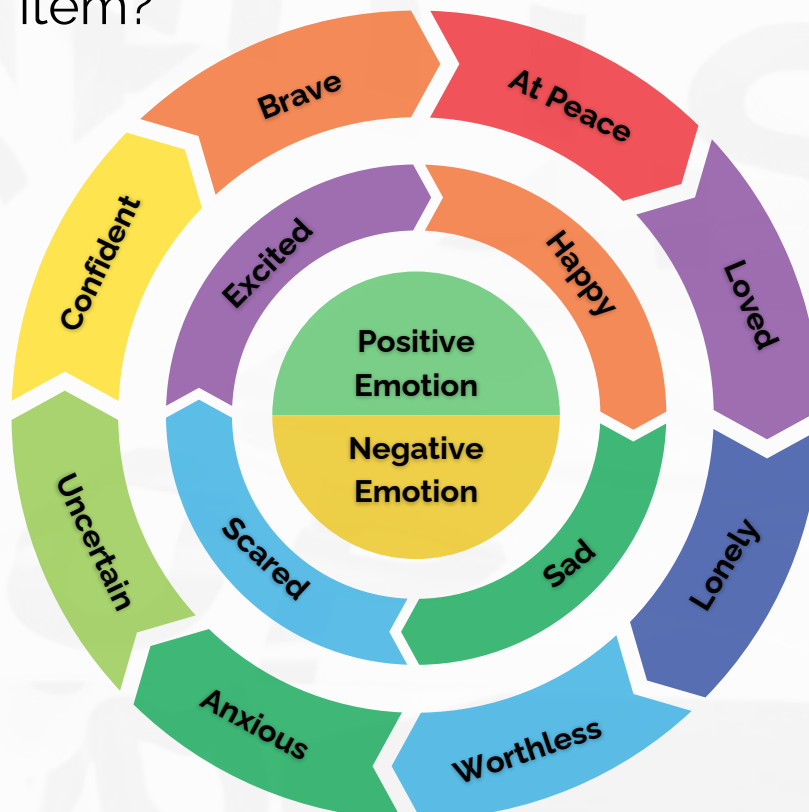 item?
Brave
At Peace
Confident
Excited
Happy
Loved
Positive
Emotion
Negative
Emotion
Uncertain
Scared
Sad
Lonely
Anxious
Worthless